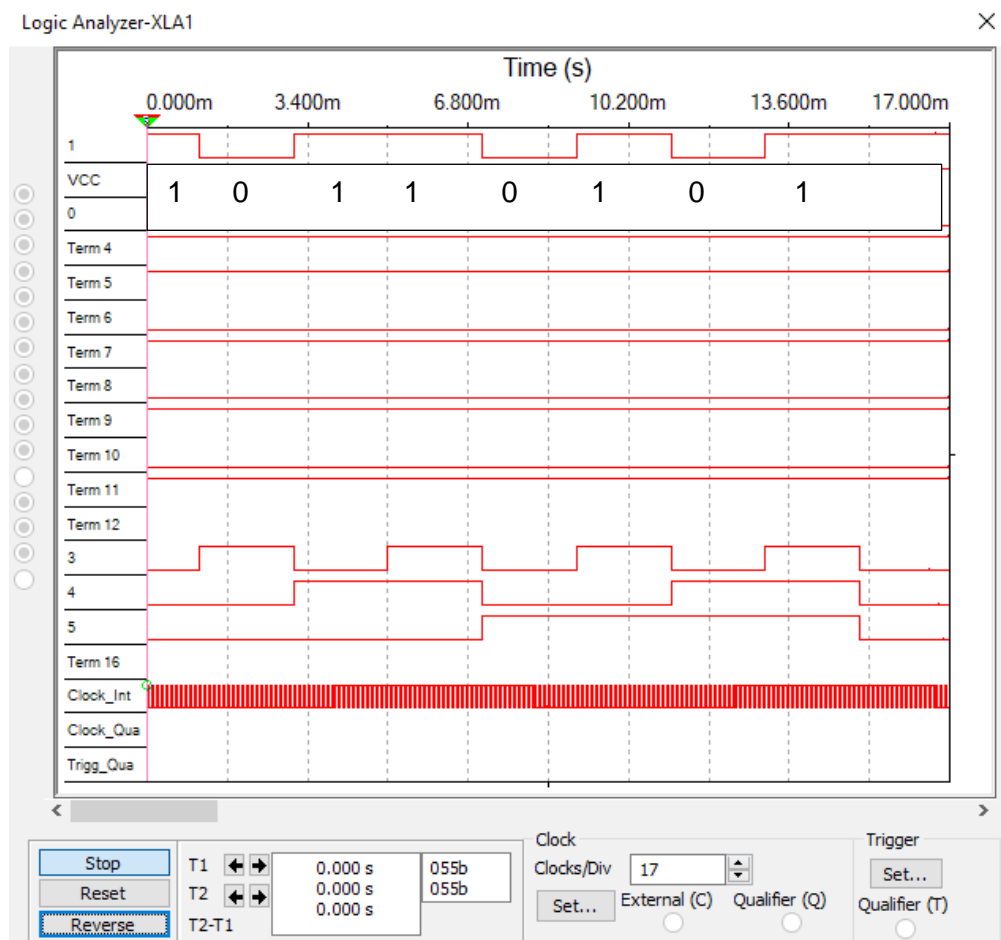 Logic Analyzer-XLA1
Time (s)
0.000m 3.400m 6.800m 10.200m 13.600m 17.000m
1
VCC
1 0 1 1 0 1 0 1
0
Term 4
Term 5
Term 6
Term 7
Term 8
Term 9
Term 10
Term 11
Term 12
3
4
5
Term 16
Clock_Int
Clock_Qua
Trigg_Qua
Stop
Reset
Reverse
T1
T2
T2-T1
0.000 s 055b
0.000 s 055b
0.000 s
Clock
Clocks/Div 17
Set... External (C) Qualifier (Q)
Trigger
Set...
Qualifier (T)